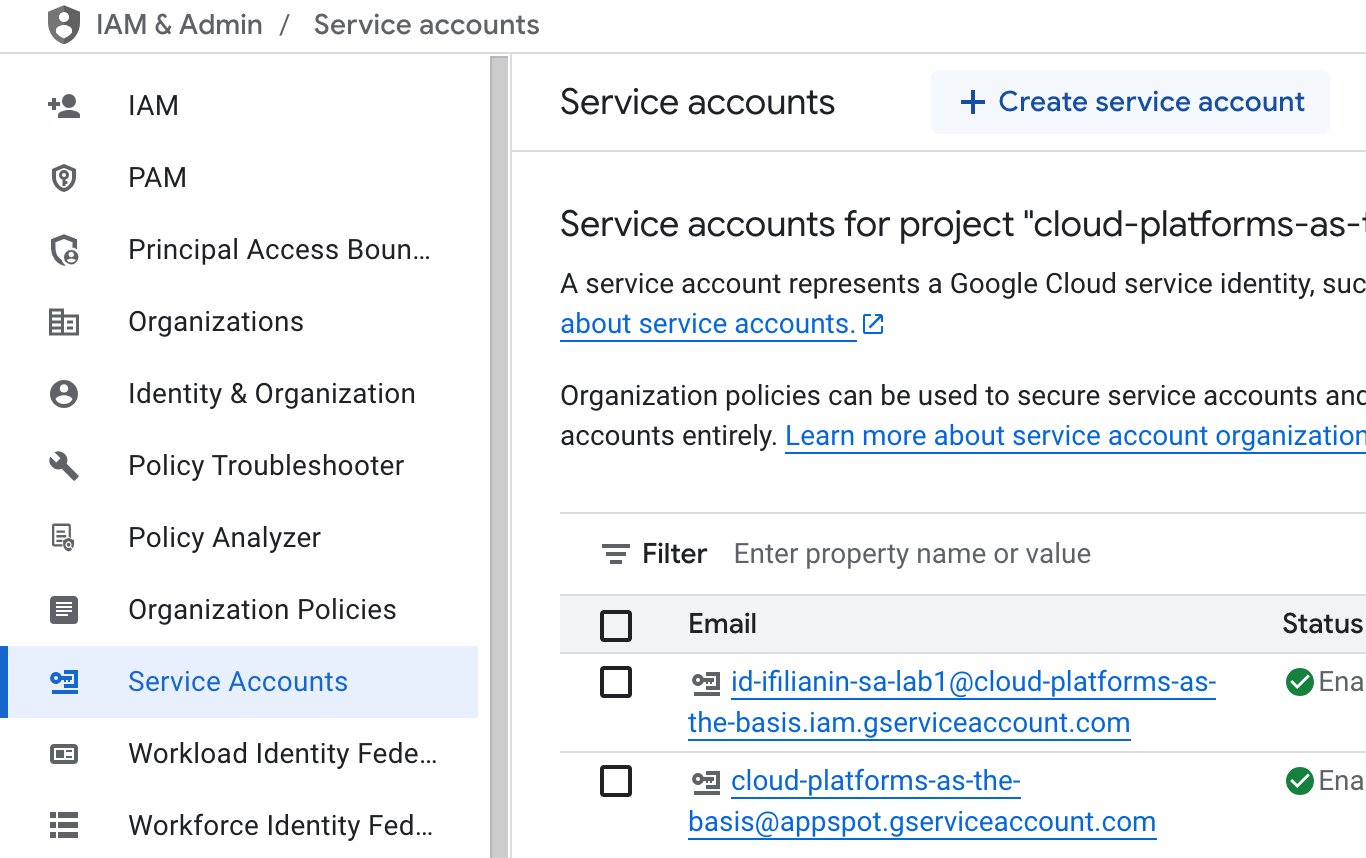 IAM & Admin / Service accounts
IAM
PAM
Principal Access Boun...
Organizations
Identity & Organization
Policy Troubleshooter
Policy Analyzer
Organization Policies
Service Accounts
Workload Identity Fede...
Workforce Identity Fed...
Service accounts
+ Create service account
Service accounts for project "cloud-platforms-as-t
A service account represents a Google Cloud service identity, suc
about service accounts.
Organization policies can be used to secure service accounts and
accounts entirely. Learn more about service account organization
Filter Enter property name or value
Email Status
id-ifilianin-sa-lab1@cloud-platforms-as- Ena
the-basis.iam.gserviceaccount.com
cloud-platforms-as-the- Ena
basis@appspot.gserviceaccount.com